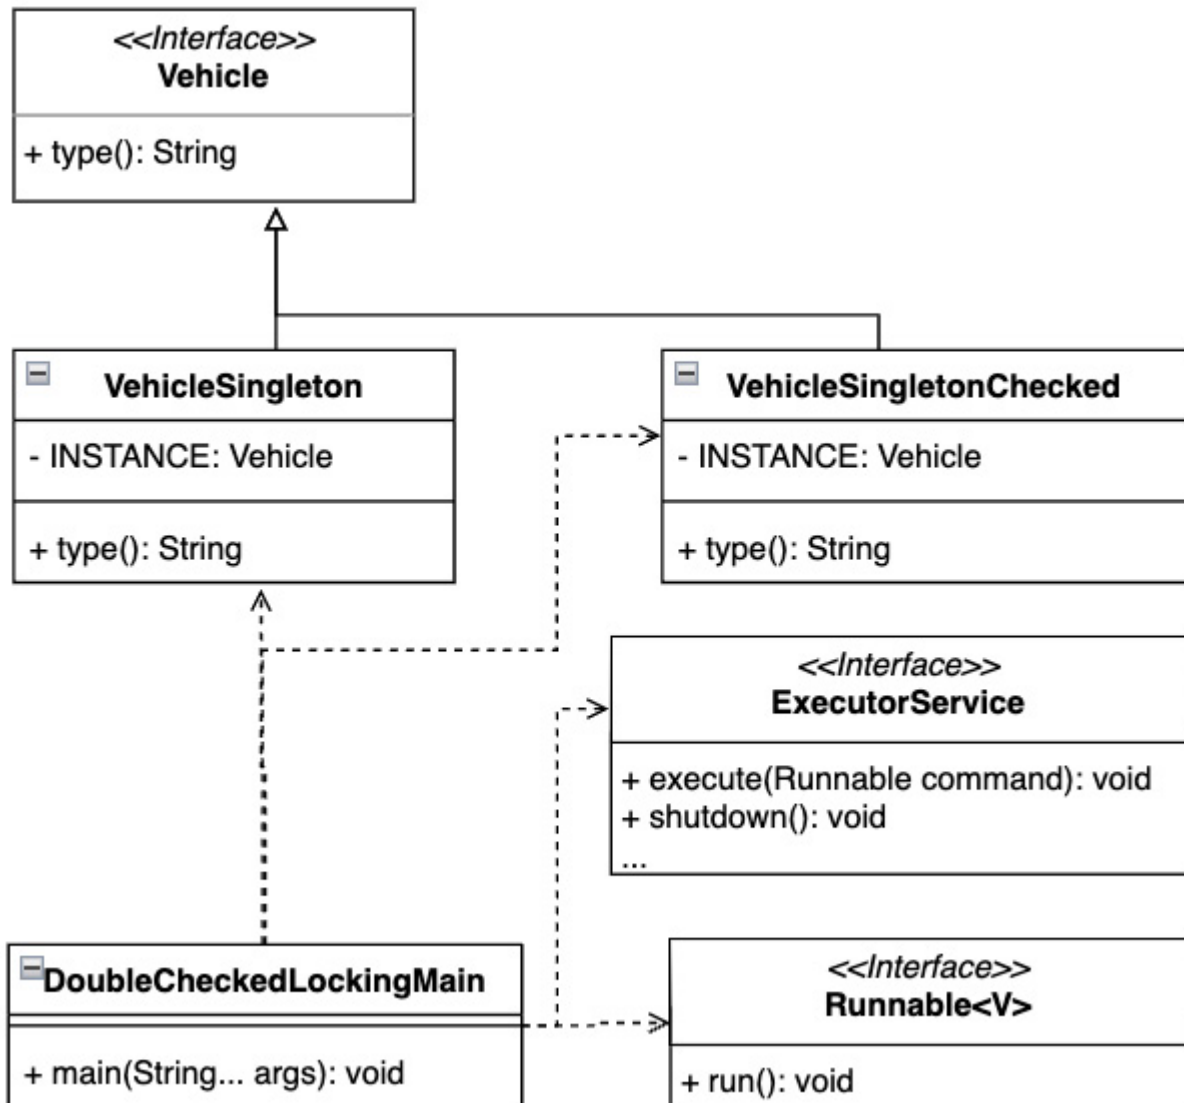 <<Interface>>
Vehicle
+ type(): String
VehicleSingleton
- INSTANCE: Vehicle
+ type(): String
VehicleSingletonChecked
- INSTANCE: Vehicle
+ type(): String
<<Interface>>
ExecutorService
+ execute(Runnable command): void
+ shutdown(): void
...
DoubleCheckedLockingMain
+ main(String... args): void
<<Interface>>
Runnable<V>
+ run(): void